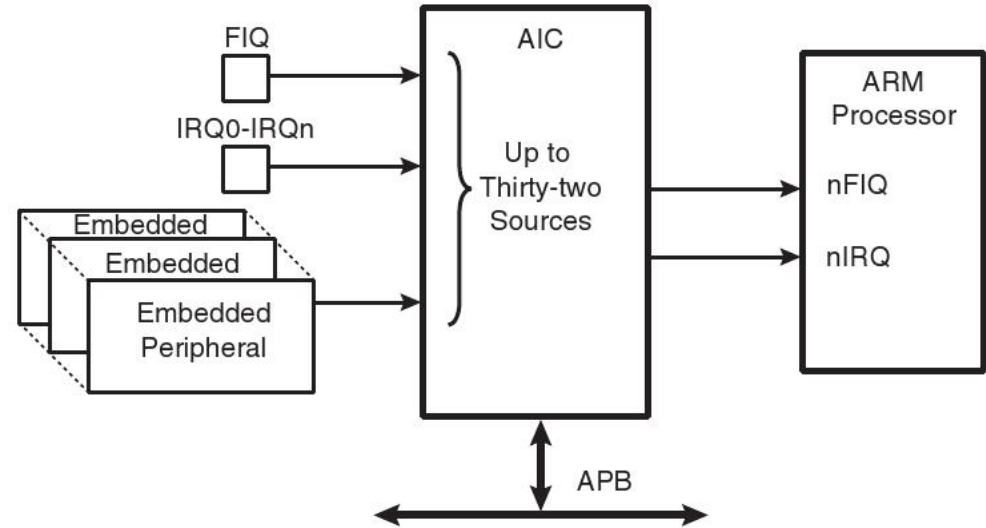 FIQ
IRQ0-IRQn
Embedded
Embedded
Embedded
Peripheral
AIC
Up to
Thirty-two
Sources
ARM
Processor
nFIQ
nIRQ
APB